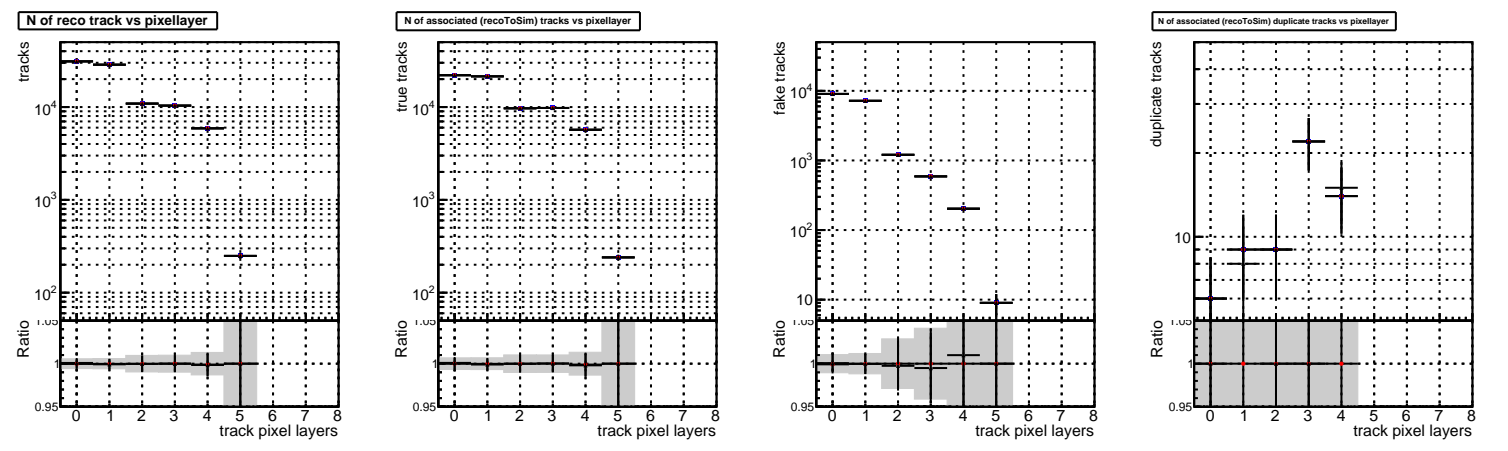 N of reco track vs pixellayer
tracks
10^4
10^3
10^2
Ratio
1.05
1
0.95
0 1 2 3 4 5 6 7 8
track pixel layers
N of associated (recoToSim) tracks vs pixellayer
true tracks
10^4
10^3
10^2
Ratio
1.05
1
0.95
0 1 2 3 4 5 6 7 8
track pixel layers
fake tracks
10^4
10^3
10^2
10
Ratio
1.05
1
0.95
0 1 2 3 4 5 6 7 8
track pixel layers
N of associated (recoToSim) duplicate tracks vs pixellayer
duplicate tracks
10
Ratio
1.05
1
0.95
0 1 2 3 4 5 6 7 8
track pixel layers